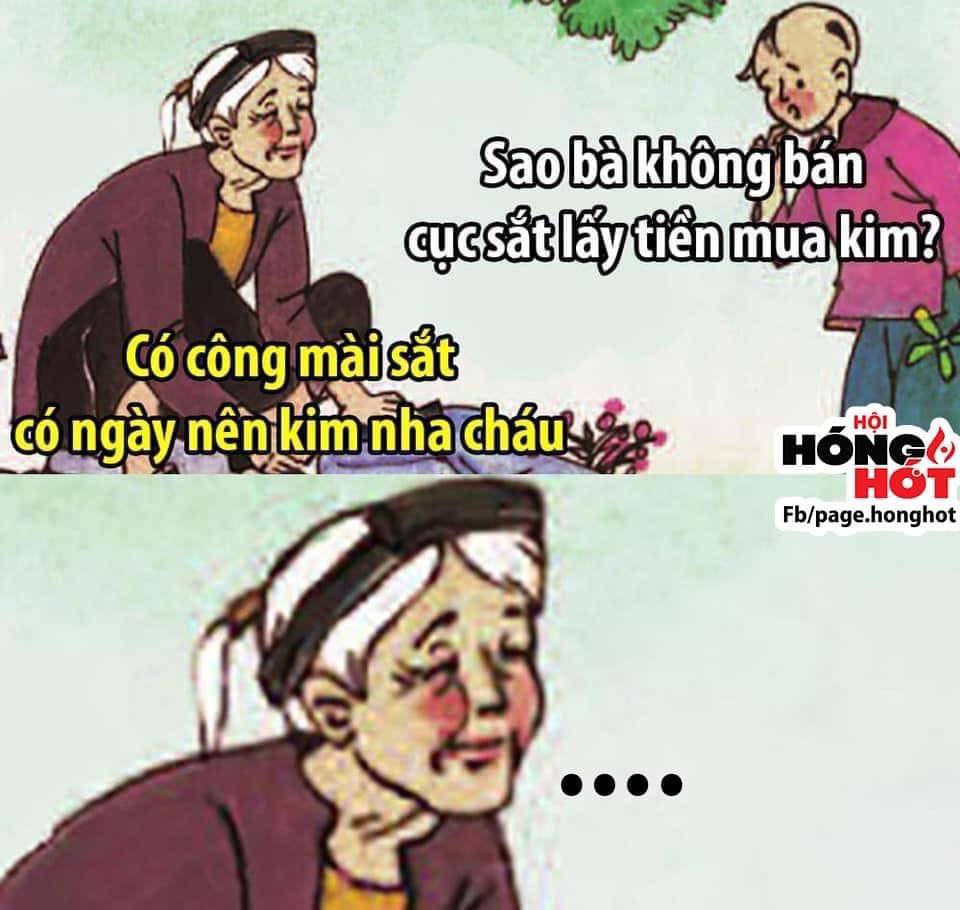 Sao bà không bán
cục sắt lấy tiền mua kim?
Có công mài sắt
có ngày nên kim nha cháu
HỘI
HÓNG
HỚT
Fb/page.honghot
....